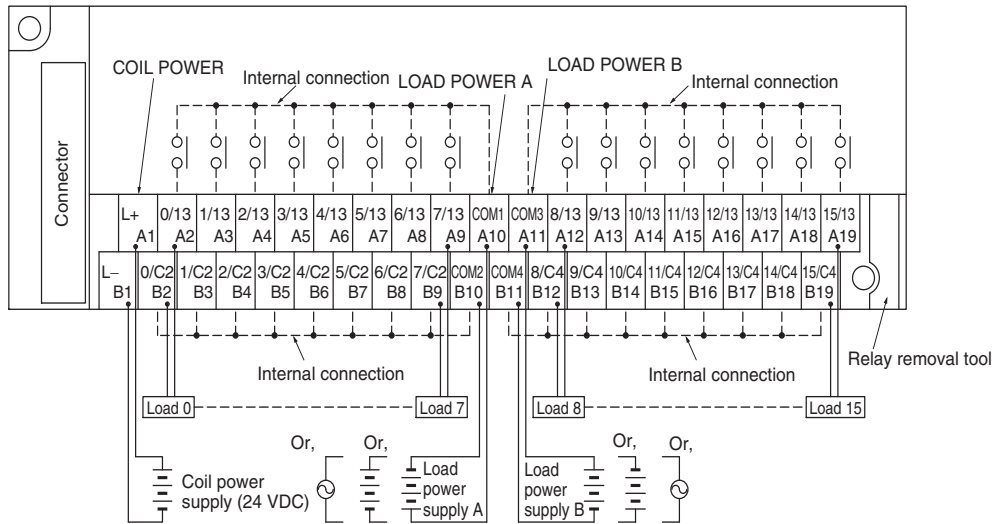 COIL POWER
Internal connection
LOAD POWER A
LOAD POWER B
Internal connection
Connector
L+ 0/13 1/13 2/13 3/13 4/13 5/13 6/13 7/13 COM1 COM3 8/13 9/13 10/13 11/13 12/13 13/13 14/13 15/13
A1 A2 A3 A4 A5 A6 A7 A8 A9 A10 A11 A12 A13 A14 A15 A16 A17 A18 A19
L– 0/C2 1/C2 2/C2 3/C2 4/C2 5/C2 6/C2 7/C2 COM2 COM4 8/C4 9/C4 10/C4 11/C4 12/C4 13/C4 14/C4 15/C4
B1 B2 B3 B4 B5 B6 B7 B8 B9 B10 B11 B12 B13 B14 B15 B16 B17 B18 B19
Internal connection
Internal connection
Relay removal tool
Load 0
Load 7
Load 8
Load 15
Or,
Or,
Or,
Or,
Coil power
supply (24 VDC)
Load
power
supply A
Load
power
supply B